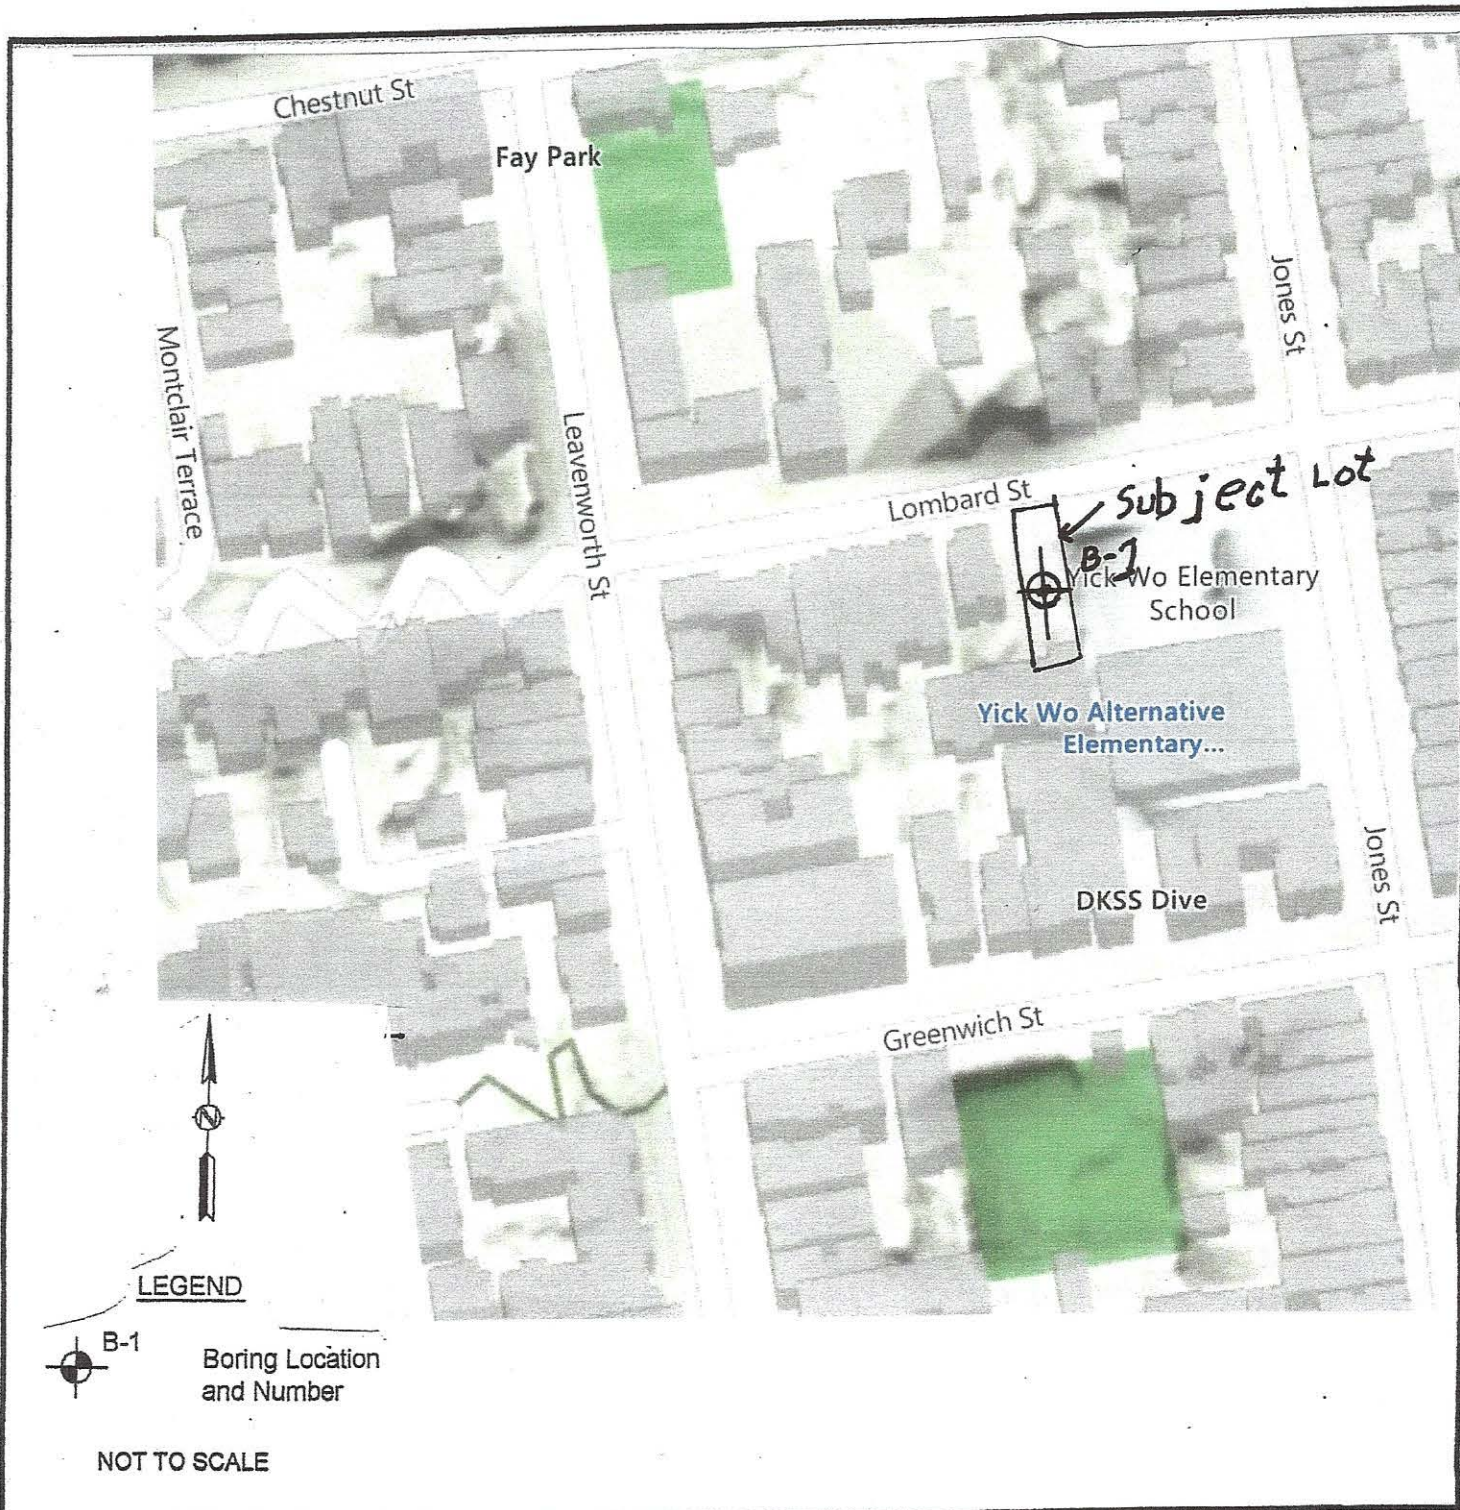 Chestnut St
Fay Park
Jones St
Montclair Terrace
Leavenworth St
Lombard St
Subject Lot
B-1
Yick Wo Elementary
School
Yick Wo Alternative
Elementary...
Jones St
DKSS Dive
Greenwich St
N
LEGEND
B-1
Boring Location
and Number
NOT TO SCALE